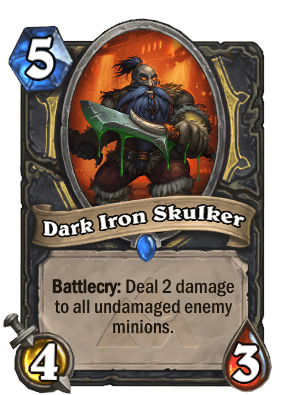 5
Dark Iron Skulker
Battlecry: Deal 2 damage
to all undamaged enemy
minions.
4
3